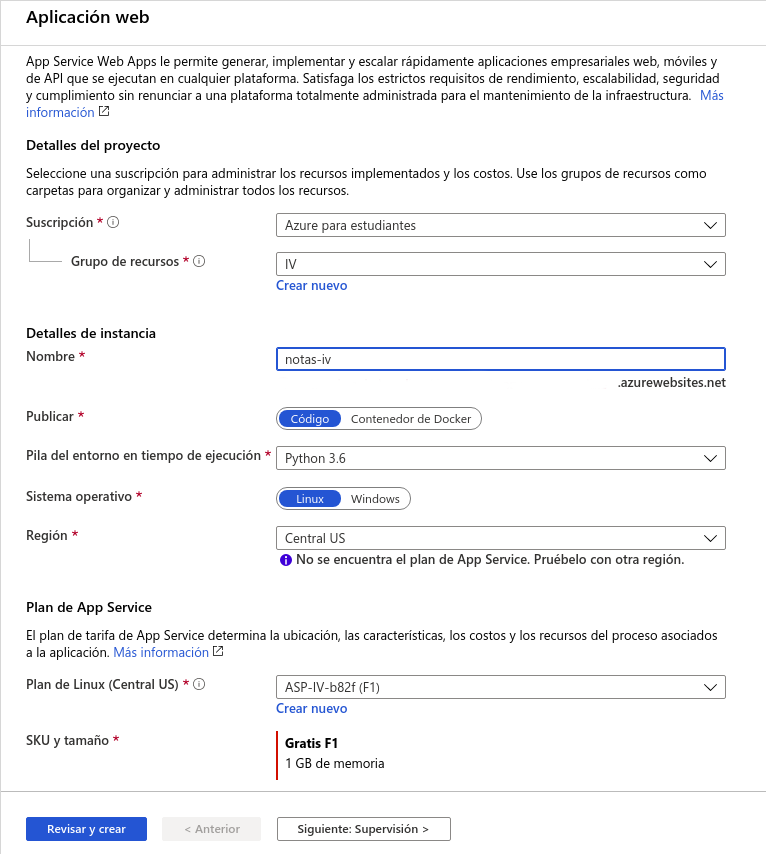 Aplicación web
App Service Web Apps le permite generar, implementar y escalar rápidamente aplicaciones empresariales web, móviles y
de API que se ejecutan en cualquier plataforma. Satisfaga los estrictos requisitos de rendimiento, escalabilidad, seguridad
y cumplimiento sin renunciar a una plataforma totalmente administrada para el mantenimiento de la infraestructura. Más
información
Detalles del proyecto
Seleccione una suscripción para administrar los recursos implementados y los costos. Use los grupos de recursos como
carpetas para organizar y administrar todos los recursos.
Suscripción *
Azure para estudiantes
Grupo de recursos *
IV
Crear nuevo
Detalles de instancia
Nombre *
notas-iv
.azurewebsites.net
Publicar *
Código Contenedor de Docker
Pila del entorno en tiempo de ejecución *
Python 3.6
Sistema operativo *
Linux Windows
Región *
Central US
No se encuentra el plan de App Service. Pruébelo con otra región.
Plan de App Service
El plan de tarifa de App Service determina la ubicación, las características, los costos y los recursos del proceso asociados
a la aplicación. Más información
Plan de Linux (Central US) *
ASP-IV-b82f (F1)
Crear nuevo
SKU y tamaño *
Gratis F1
1 GB de memoria
Revisar y crear
< Anterior
Siguiente: Supervisión >